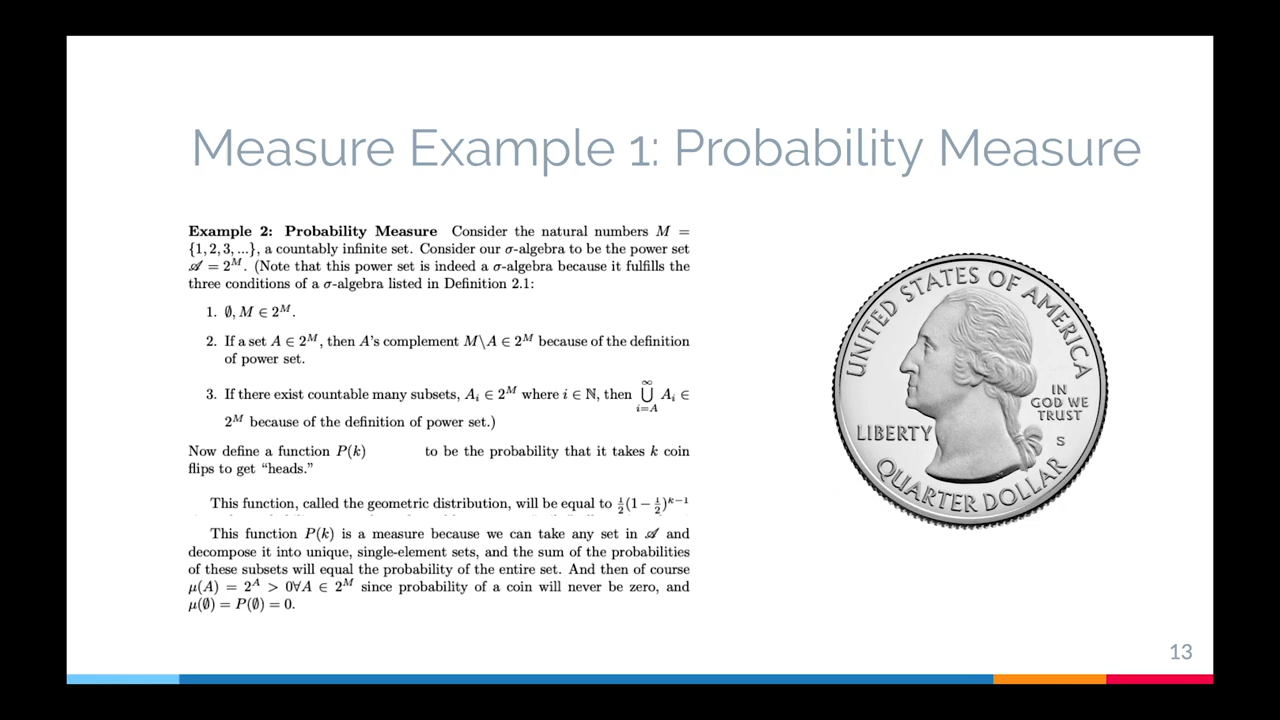 Measure Example 1: Probability Measure
Example 2: Probability Measure Consider the natural numbers M =
{1, 2, 3, ...}, a countably infinite set. Consider our σ-algebra to be the power set
𝒜 = 2^M. (Note that this power set is indeed a σ-algebra because it fulfills the
three conditions of a σ-algebra listed in Definition 2.1:
1. ∅, M ∈ 2^M.
2. If a set A ∈ 2^M, then A's complement M\A ∈ 2^M because of the definition
of power set.
3. If there exist countable many subsets, A_i ∈ 2^M where i ∈ ℕ, then ∞∪i=A A_i ∈
2^M because of the definition of power set.)
Now define a function P(k) to be the probability that it takes k coin
flips to get “heads.”
This function, called the geometric distribution, will be equal to ½(1 − ½)^{k−1}
This function P(k) is a measure because we can take any set in 𝒜 and
decompose it into unique, single-element sets, and the sum of the probabilities
of these subsets will equal the probability of the entire set. And then of course
μ(A) = 2^A > 0∀A ∈ 2^M since probability of a coin will never be zero, and
μ(∅) = P(∅) = 0.
UNITED STATES OF AMERICA
IN
GOD WE
TRUST
LIBERTY
S
QUARTER DOLLAR
13